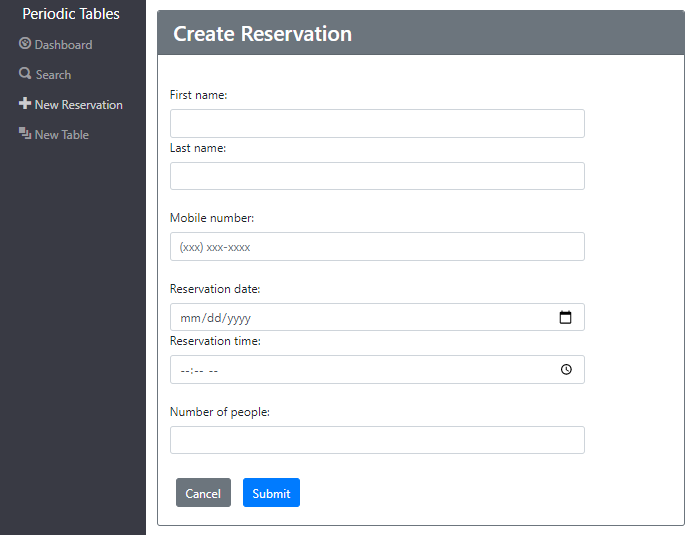 Periodic Tables
Dashboard
Search
New Reservation
New Table
Create Reservation
First name:
Last name:
Mobile number:
(xxx) xxx-xxxx
Reservation date:
mm/dd/yyyy
Reservation time:
--:-- --
Number of people:
Cancel
Submit